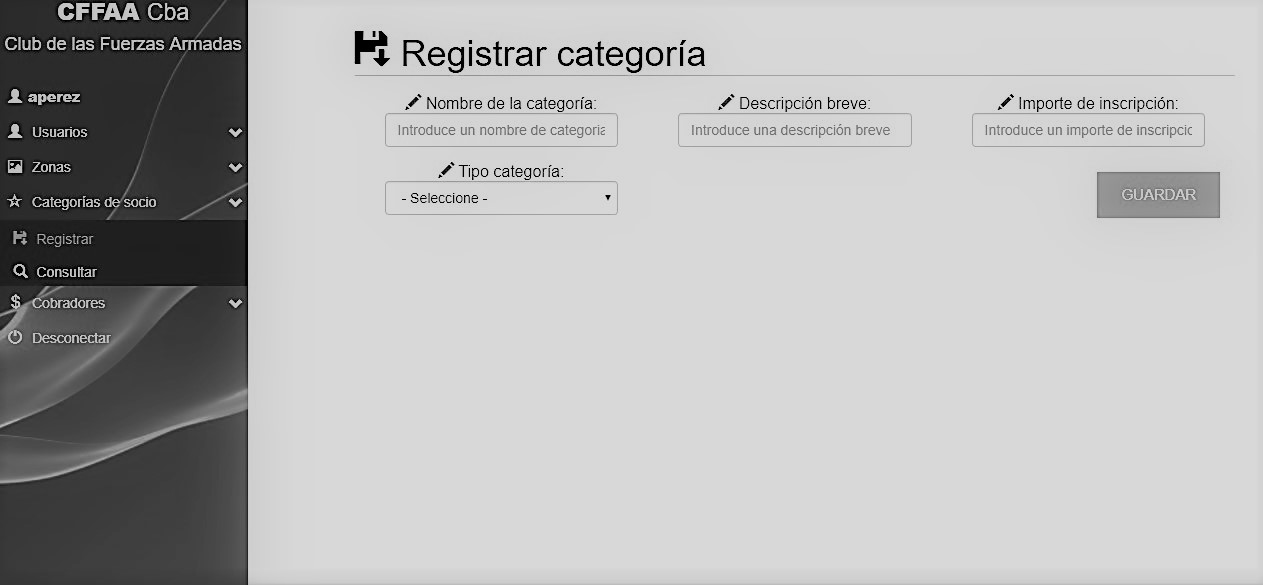 CFFAA Cba
Club de las Fuerzas Armadas
aperez
Usuarios
Zonas
Categorías de socio
Registrar
Consultar
Cobradores
Desconectar
Registrar categoría
Nombre de la categoría:
Introduce un nombre de categoria
Descripción breve:
Introduce una descripción breve
Importe de inscripción:
Introduce un importe de inscripcic
Tipo categoría:
- Seleccione -
GUARDAR